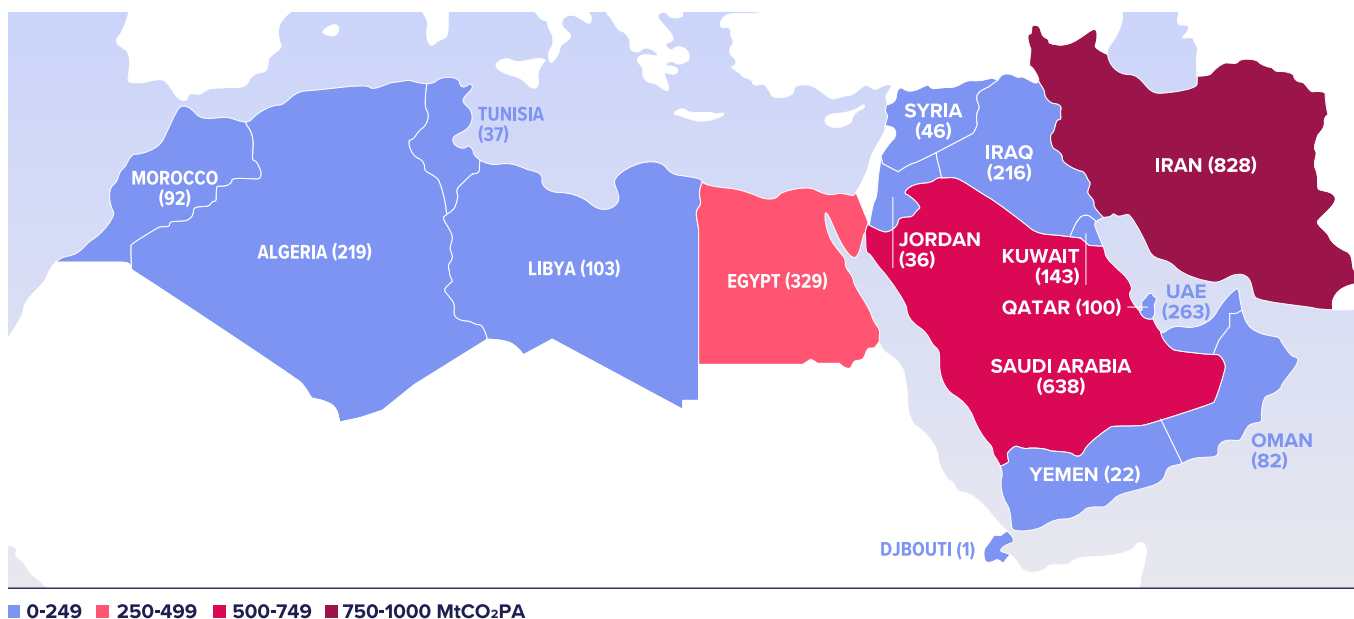 TUNISIA
(37)
SYRIA
(46)
IRAQ
(216)
IRAN (828)
MOROCCO
(92)
ALGERIA (219)
LIBYA (103)
EGYPT (329)
JORDAN
(36)
KUWAIT
(143)
QATAR (100)
UAE
(263)
SAUDI ARABIA
(638)
OMAN
(82)
YEMEN (22)
DJBOUTI (1)
0-249 250-499 500-749 750-1000 MtCO₂PA